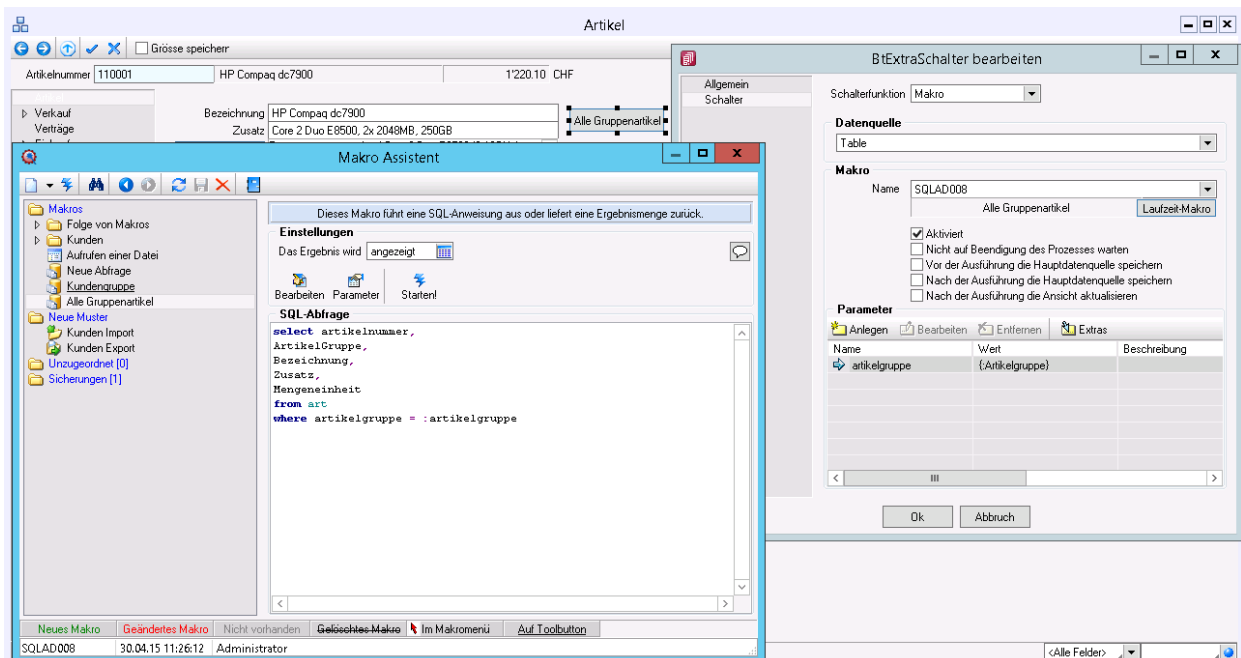 Artikel
Grösse speicherr
Artikelnummer 110001 HP Compaq dc7900 1'220.10 CHF
Verkauf
Verträge
Bezeichnung HP Compaq dc7900
Zusatz Core 2 Duo E8500, 2x 2048MB, 250GB
Alle Gruppenartikel
BtExtraSchalter bearbeiten
Allgemein
Schalter
Schalterfunktion Makro
Datenquelle
Table
Makro
Name SQLAD008
Alle Gruppenartikel Laufzeit-Makro
Aktiviert
Nicht auf Beendigung des Prozesses warten
Vor der Ausführung die Hauptdatenquelle speichern
Nach der Ausführung die Hauptdatenquelle speichern
Nach der Ausführung die Ansicht aktualisieren
Parameter
Anlegen Bearbeiten Entfernen Extras
Name Wert Beschreibung
artikelgruppe {:Artikelgruppe}
Ok Abbruch
Makro Assistent
Makros
Folge von Makros
Kunden
Aufrufen einer Datei
Neue Abfrage
Kundengruppe
Alle Gruppenartikel
Neue Muster
Kunden Import
Kunden Export
Unzugeordnet [0]
Sicherungen [1]
Dieses Makro führt eine SQL-Anweisung aus oder liefert eine Ergebnismenge zurück.
Einstellungen
Das Ergebnis wird angezeigt
Bearbeiten Parameter Starten!
SQL-Abfrage
select artikelnummer,
ArtikelGruppe,
Bezeichnung,
Zusatz,
Mengeneinheit
from art
where artikelgruppe = :artikelgruppe
Neues Makro Geändertes Makro Nicht vorhanden Gelöschtes Makro Im Makromenü Auf Toolbutton
SQLAD008 30.04.15 11:26:12 Administrator
<Alle Felder>